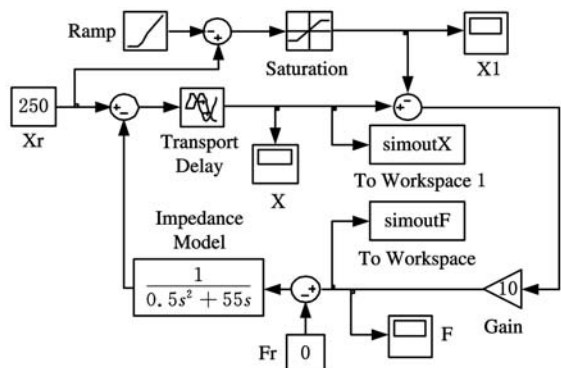 Ramp
Saturation
X1
250
Xr
Transport
Delay
X
simoutX
To Workspace 1
simoutF
To Workspace
Impedance
Model
1
0.5s² + 55s
10
Gain
F
Fr
0